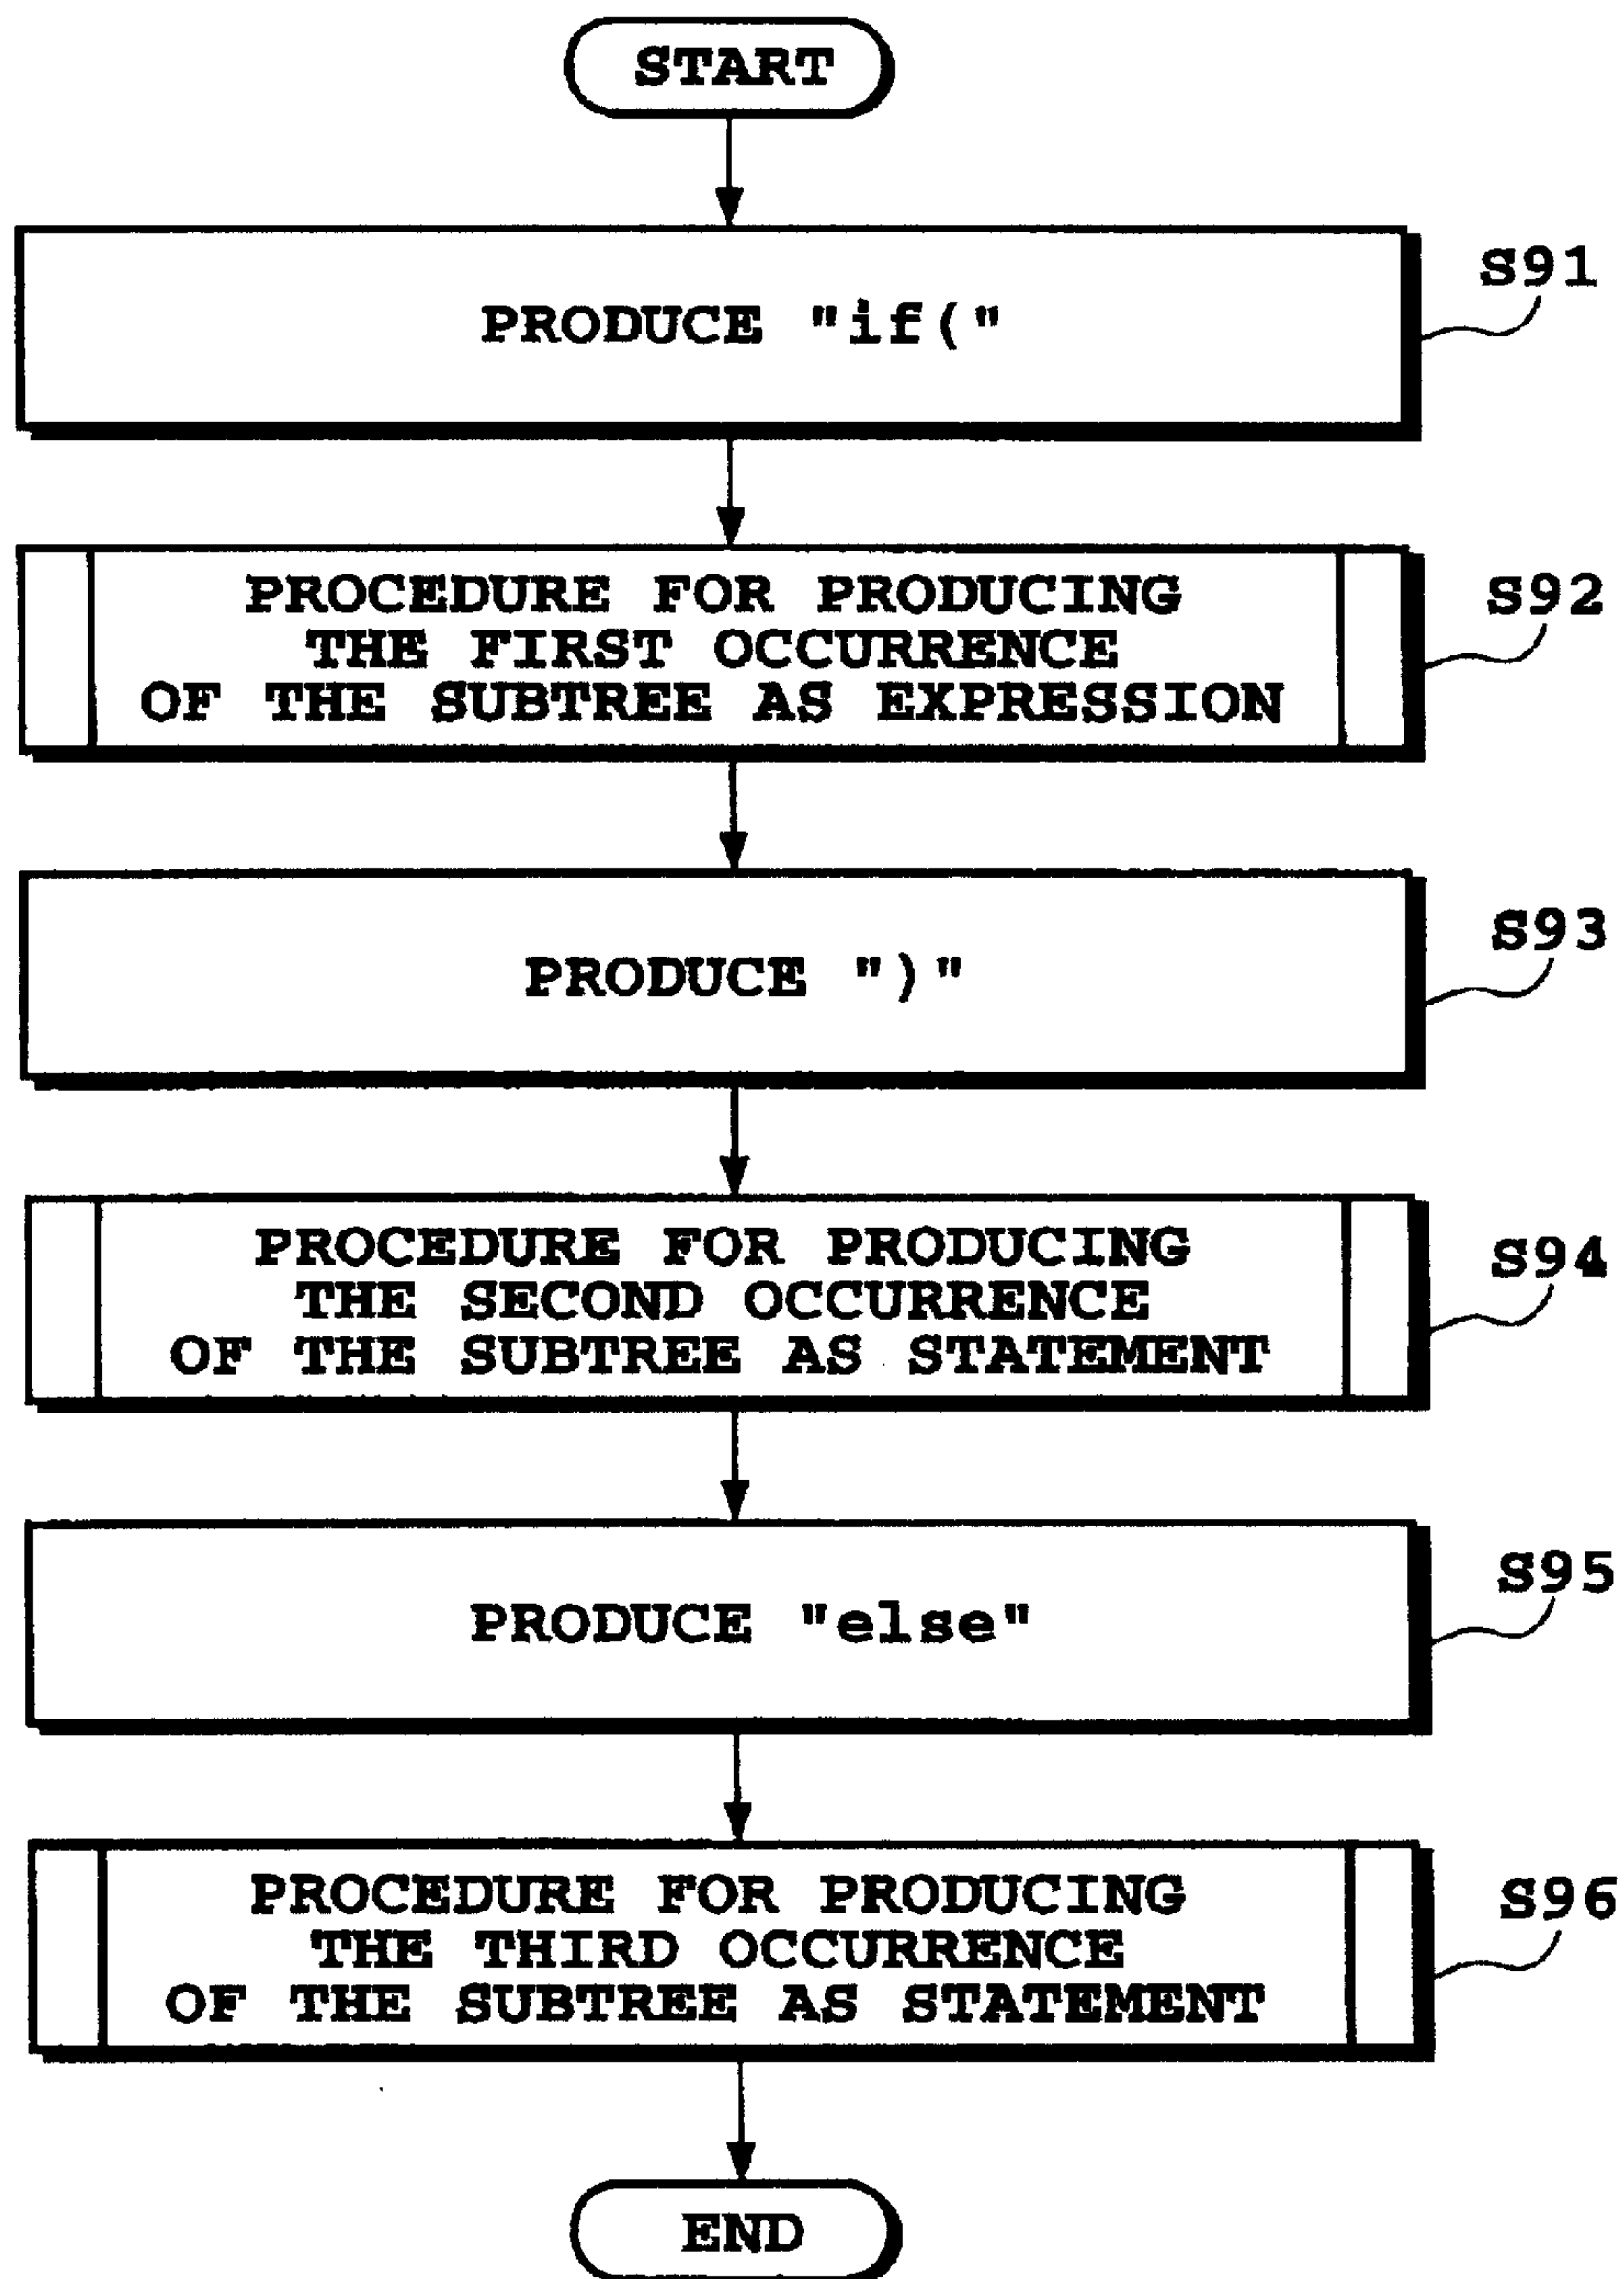 START
PRODUCE "if("
S91
PROCEDURE FOR PRODUCING
THE FIRST OCCURRENCE
OF THE SUBTREE AS EXPRESSION
S92
PRODUCE ")"
S93
PROCEDURE FOR PRODUCING
THE SECOND OCCURRENCE
OF THE SUBTREE AS STATEMENT
S94
PRODUCE "else"
S95
PROCEDURE FOR PRODUCING
THE THIRD OCCURRENCE
OF THE SUBTREE AS STATEMENT
S96
END